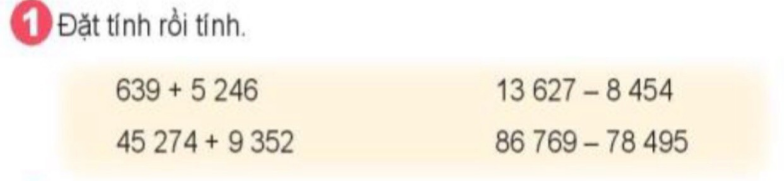 1 Đặt tính rồi tính.
639 + 5 246 13 627 – 8 454
45 274 + 9 352 86 769 – 78 495